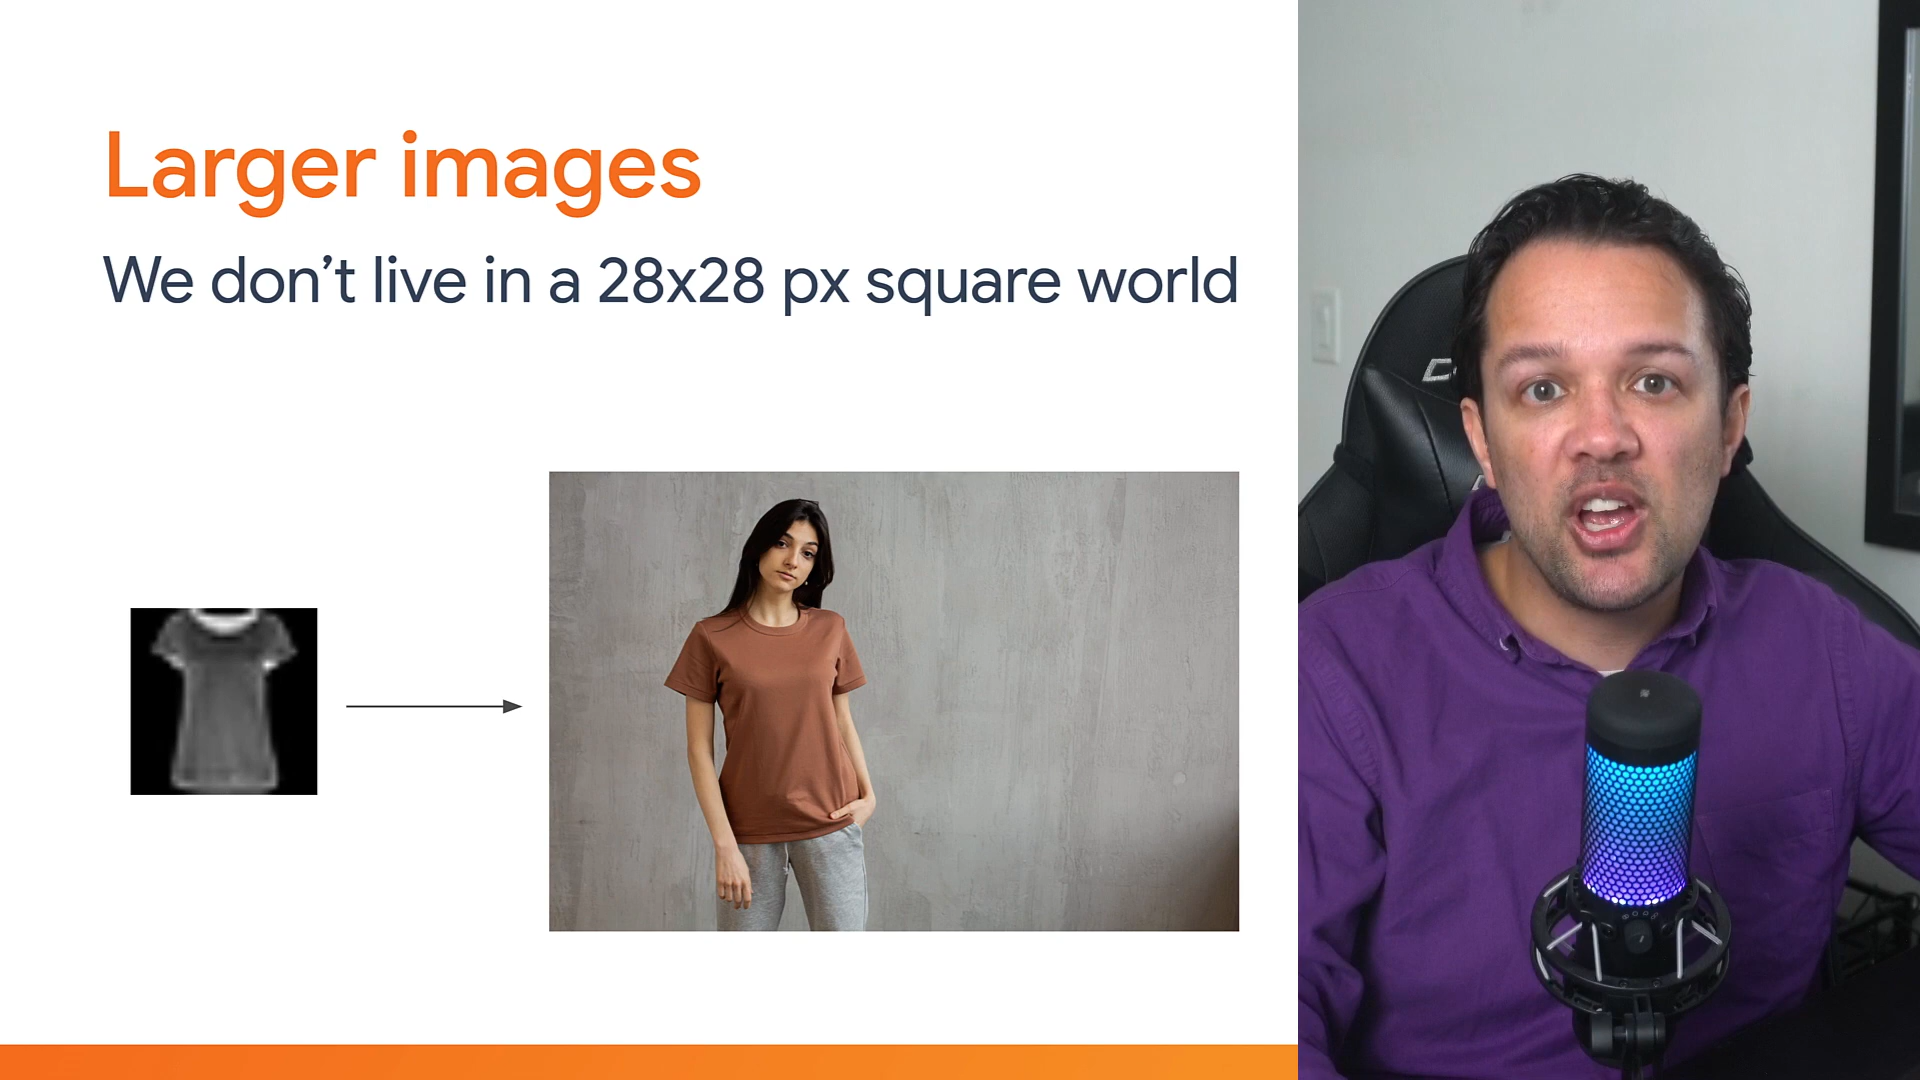 Larger images
We don’t live in a 28x28 px square world